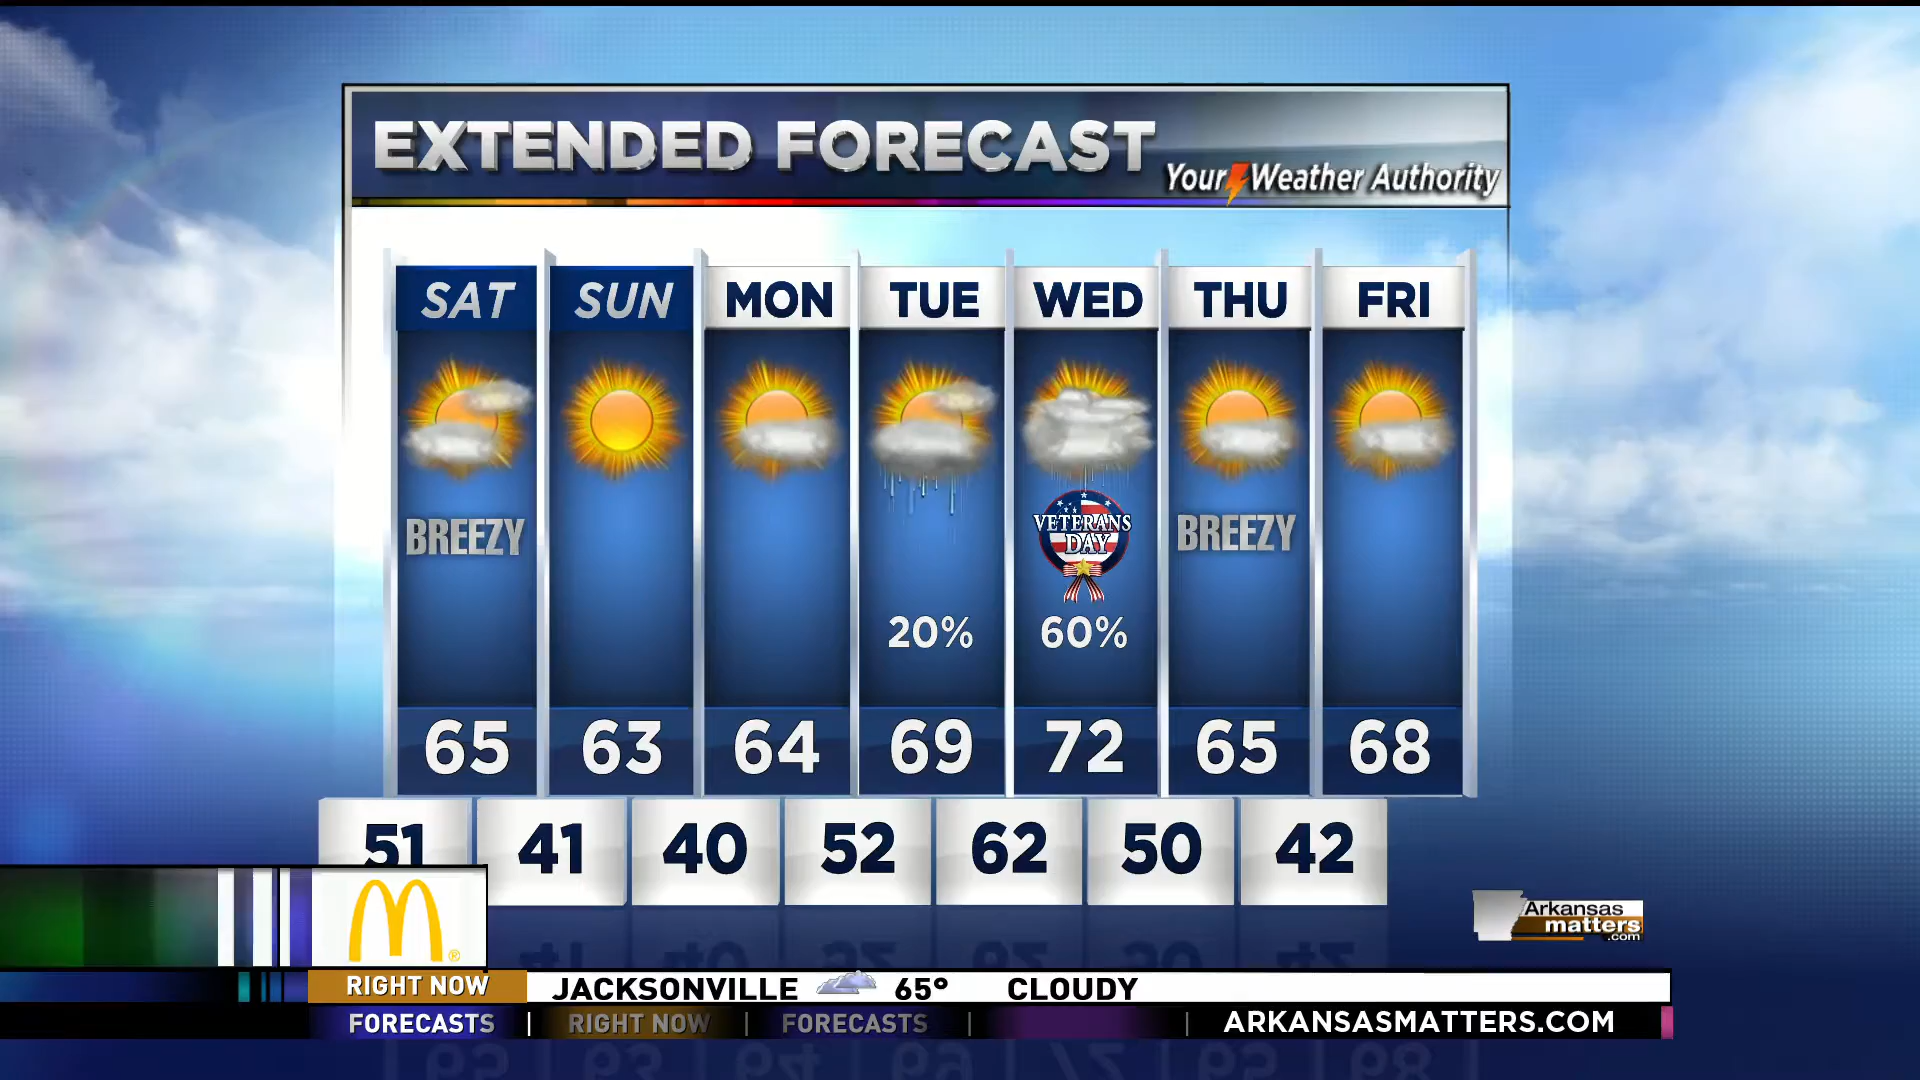 EXTENDED FORECAST
Your Weather Authority
SAT SUN MON TUE WED THU FRI
BREEZY VETERANS DAY BREEZY
20% 60%
65 63 64 69 72 65 68
51 41 40 52 62 50 42
Arkansas
matters
.com
RIGHT NOW JACKSONVILLE 65° CLOUDY
FORECASTS | RIGHT NOW | FORECASTS | | ARKANSASMATTERS.COM